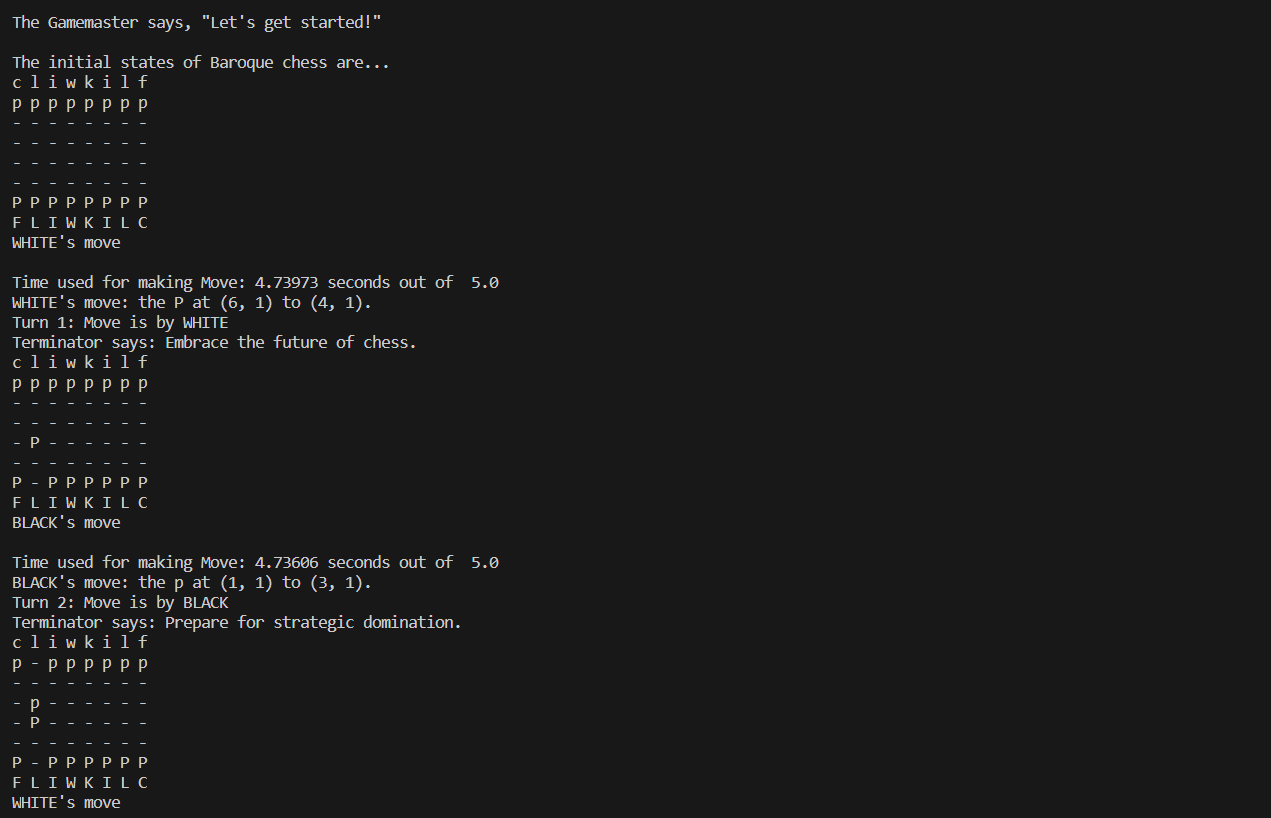 The Gamemaster says, "Let's get started!"
The initial states of Baroque chess are...
c l i w k i l f
p p p p p p p p
- - - - - - - -
- - - - - - - -
- - - - - - - -
- - - - - - - -
P P P P P P P P
F L I W K I L C
WHITE's move
Time used for making Move: 4.73973 seconds out of  5.0
WHITE's move: the P at (6, 1) to (4, 1).
Turn 1: Move is by WHITE
Terminator says: Embrace the future of chess.
c l i w k i l f
p p p p p p p p
- - - - - - - -
- - - - - - - -
- P - - - - - -
- - - - - - - -
P - P P P P P P
F L I W K I L C
BLACK's move
Time used for making Move: 4.73606 seconds out of  5.0
BLACK's move: the p at (1, 1) to (3, 1).
Turn 2: Move is by BLACK
Terminator says: Prepare for strategic domination.
c l i w k i l f
p - p p p p p p
- - - - - - - -
- p - - - - - -
- P - - - - - -
- - - - - - - -
P - P P P P P P
F L I W K I L C
WHITE's move